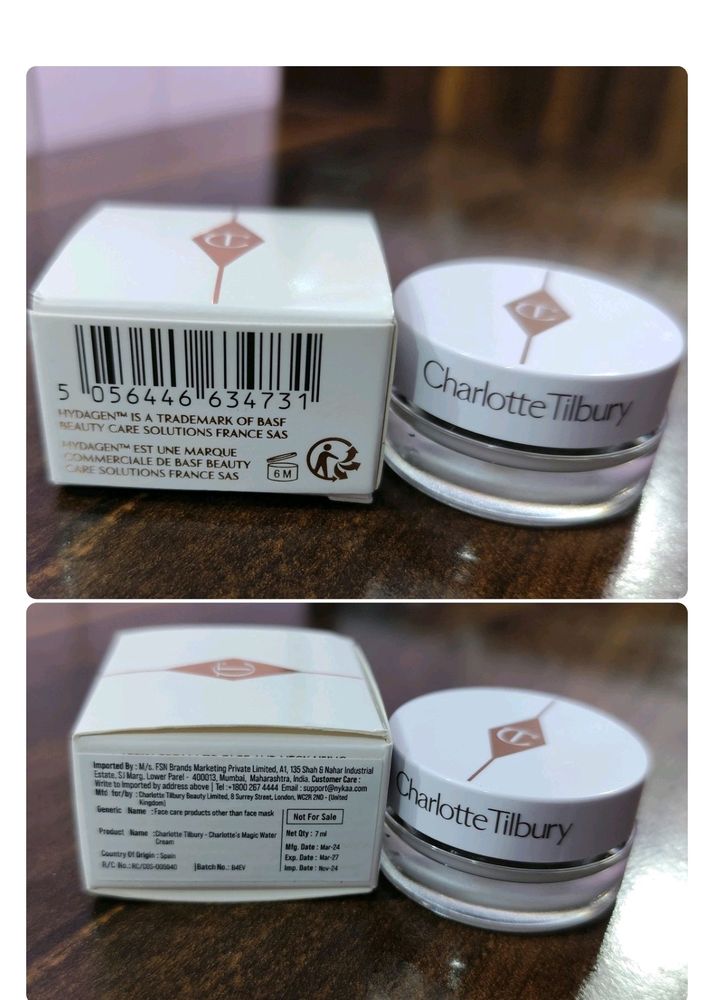 5 056446 634731
HYDAGEN™ IS A TRADEMARK OF BASF
BEAUTY CARE SOLUTIONS FRANCE SAS
HYDAGEN™ EST UNE MARQUE
COMMERCIALE DE BASF BEAUTY
CARE SOLUTIONS FRANCE SAS
6 M
CharlotteTilbury
Imported By : M/s. FSN Brands Marketing Private Limited, A1, 135 Shah & Nahar Industrial
Estate, SJ Marg, Lower Parel - 400013, Mumbai, Maharashtra, India. Customer Care :
Write to Imported by address above | Tel :+1800 267 4444 Email : support@nykaa.com
Mfd for/by : Charlotte Tilbury Beauty Limited, 8 Surrey Street, London, WC2R 2ND - (United
Kingdom)
Generic Name : Face care products other than face mask
Product Name : Charlotte Tilbury - Charlotte's Magic Water
Cream
Country Of Origin : Spain
R/C No : RC/COS-005940 | Batch No.: B4EV
Not For Sale
Net Qty : 7 ml
Mfg. Date : Mar-24
Exp. Date : Mar-27
Imp. Date : Nov-24
CharlotteTilbury